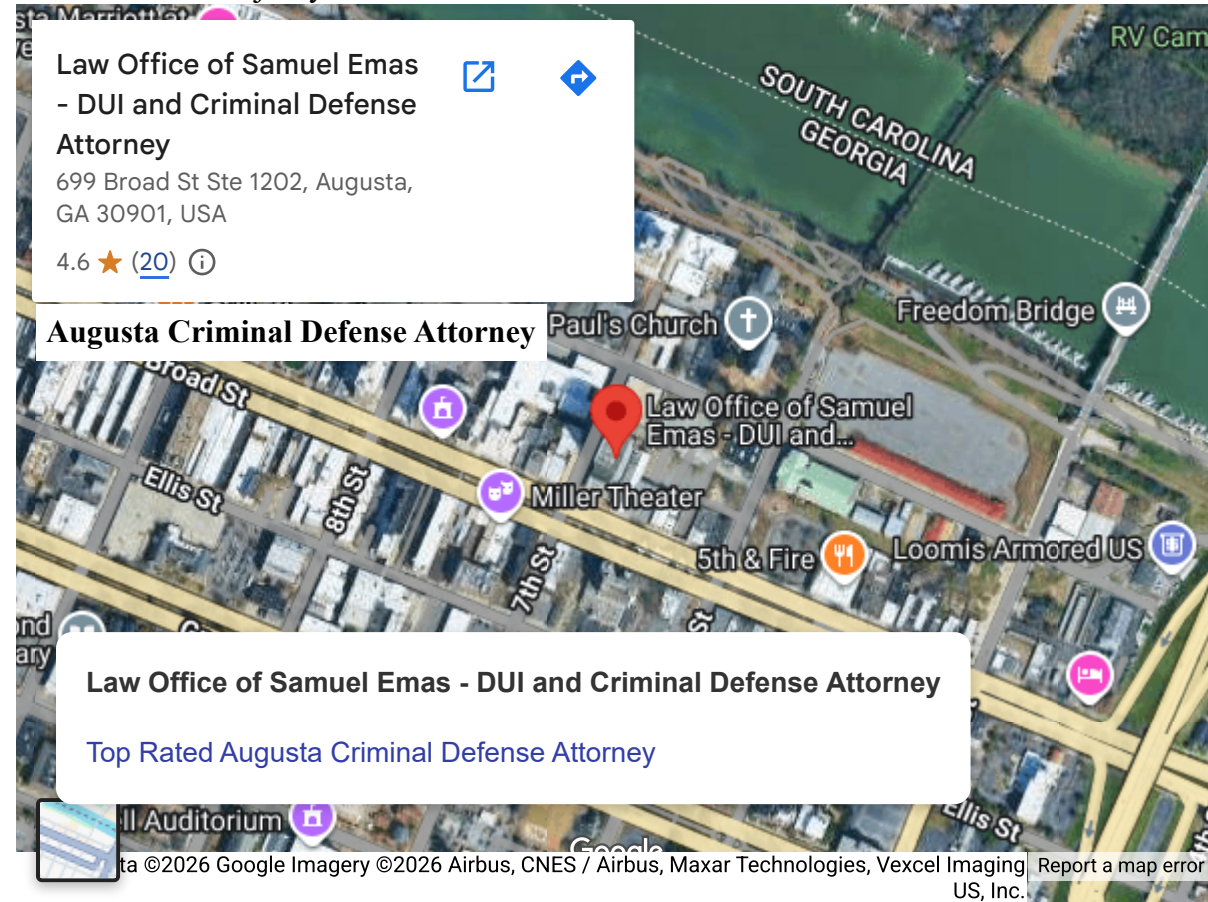 Law Office of Samuel Emas
- DUI and Criminal Defense
Attorney
699 Broad St Ste 1202, Augusta,
GA 30901, USA
4.6 ★ (20)
Augusta Criminal Defense Attorney
RV Cam
SOUTH CAROLINA
GEORGIA
Freedom Bridge
Paul's Church
Broad St
Law Office of Samuel
Emas - DUI and...
Ellis St
8th St
Miller Theater
7th St
5th & Fire
Loomis Armored US
St
Law Office of Samuel Emas - DUI and Criminal Defense Attorney
Top Rated Augusta Criminal Defense Attorney
ll Auditorium
Ellis St
Google
ta ©2026 Google Imagery ©2026 Airbus, CNES / Airbus, Maxar Technologies, Vexcel Imaging
US, Inc.
Report a map error